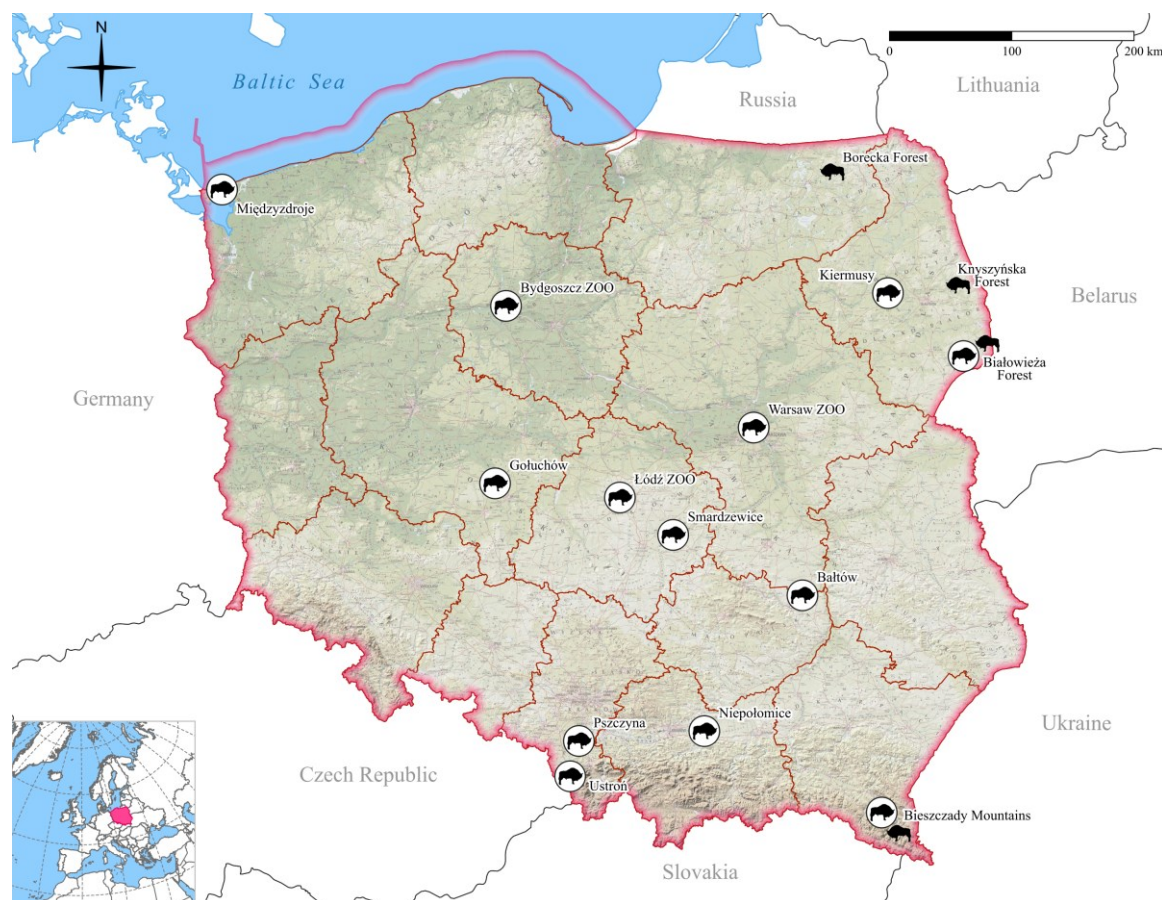 N
0
100
200 km
Baltic Sea
Lithuania
Russia
Borecka Forest
Międzyzdroje
Kiermusy
Knyszyńska
Forest
Bydgoszcz ZOO
Belarus
Białowieża
Forest
Germany
Warsaw ZOO
Gołuchów
Łódź ZOO
Smardzewice
Bałtów
Niepołomice
Pszczyna
Ukraine
Czech Republic
Ustroń
Bieszczady Mountains
Slovakia